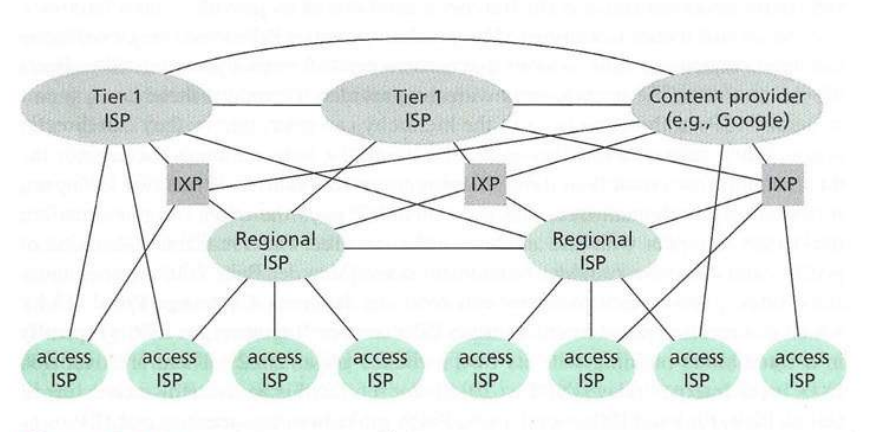 Tier 1
ISP
Tier 1
ISP
Content provider
(e.g., Google)
IXP
IXP
IXP
Regional
ISP
Regional
ISP
access
ISP
access
ISP
access
ISP
access
ISP
access
ISP
access
ISP
access
ISP
access
ISP